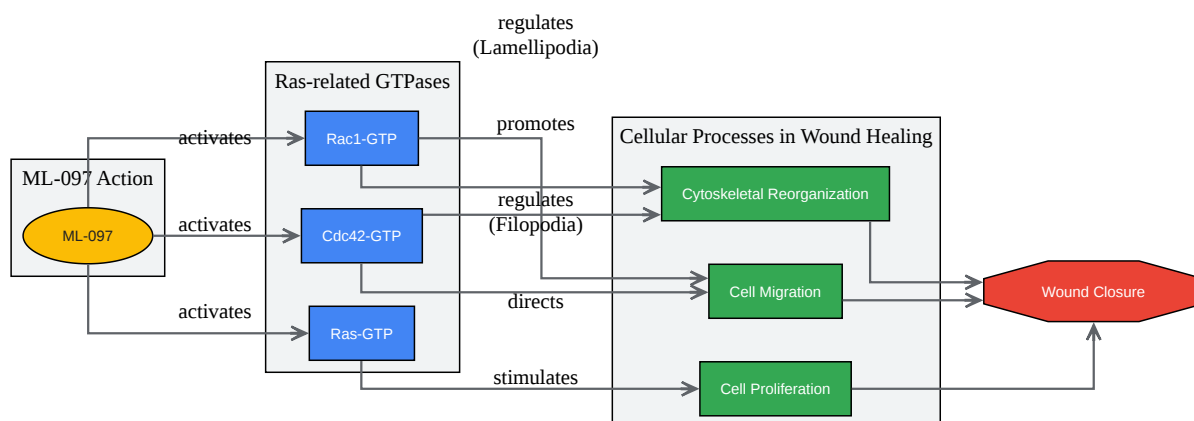 regulates
(Lamellipodia)
Ras-related GTPases
activates
Rac1-GTP
promotes
Cellular Processes in Wound Healing
ML-097 Action
Cytoskeletal Reorganization
regulates
(Filopodia)
activates
ML-097
Cdc42-GTP
Cell Migration
Wound Closure
directs
activates
Ras-GTP
stimulates
Cell Proliferation